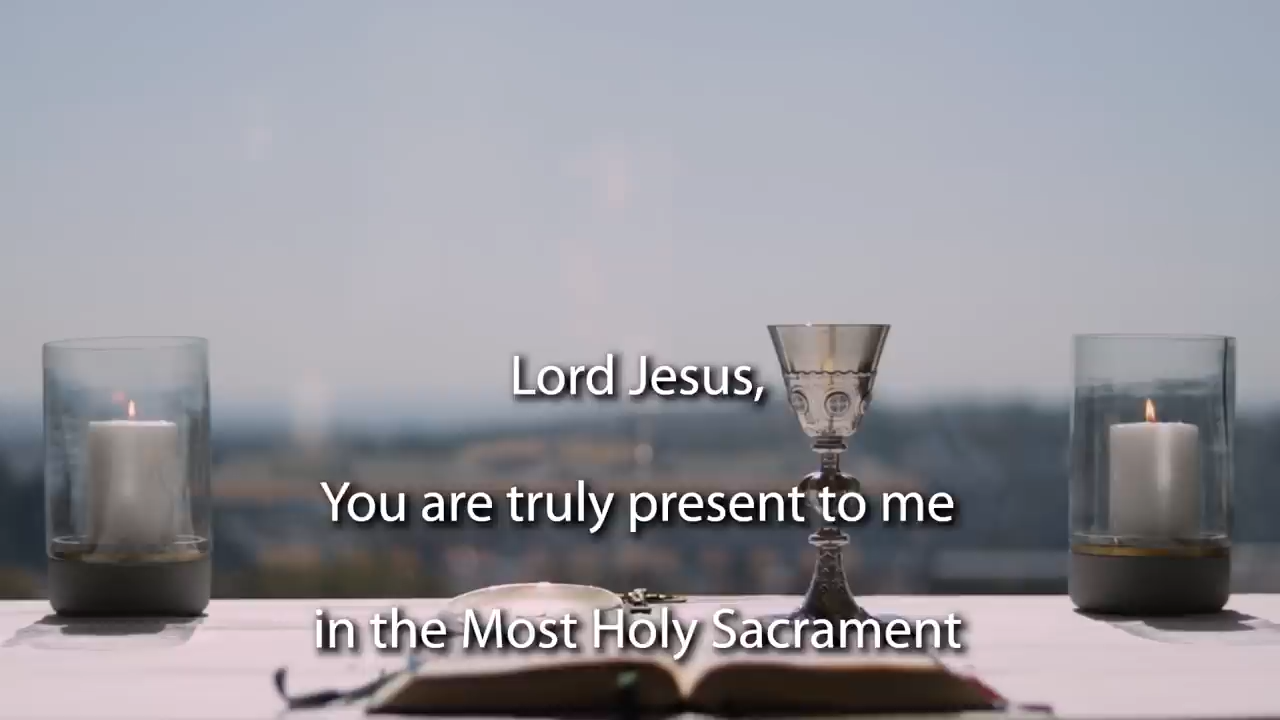 Lord Jesus,
You are truly present to me
in the Most Holy Sacrament